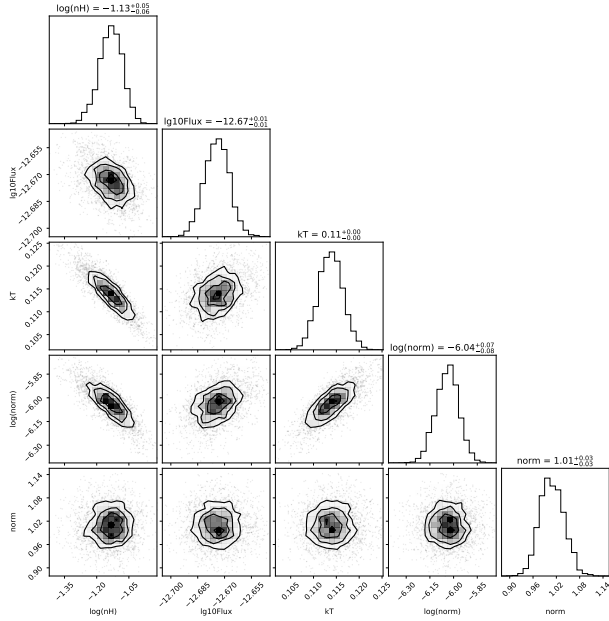 log(nH) = −1.13+0.05−0.06
lg10Flux = −12.67+0.01−0.01
−12.655
−12.670
−12.685
−12.700
lg10Flux
kT = 0.11+0.00−0.00
0.125
0.120
0.115
0.110
0.105
kT
log(norm) = −6.04+0.07−0.08
−5.85
−6.00
−6.15
−6.30
log(norm)
norm = 1.01+0.03−0.03
1.14
1.08
1.02
0.96
0.90
norm
−1.35 −1.20 −1.05
−12.700 −12.685 −12.670 −12.655
0.105 0.110 0.115 0.120 0.125
−6.30 −6.15 −6.00 −5.85
0.90 0.96 1.02 1.08 1.14
log(nH) lg10Flux kT log(norm) norm